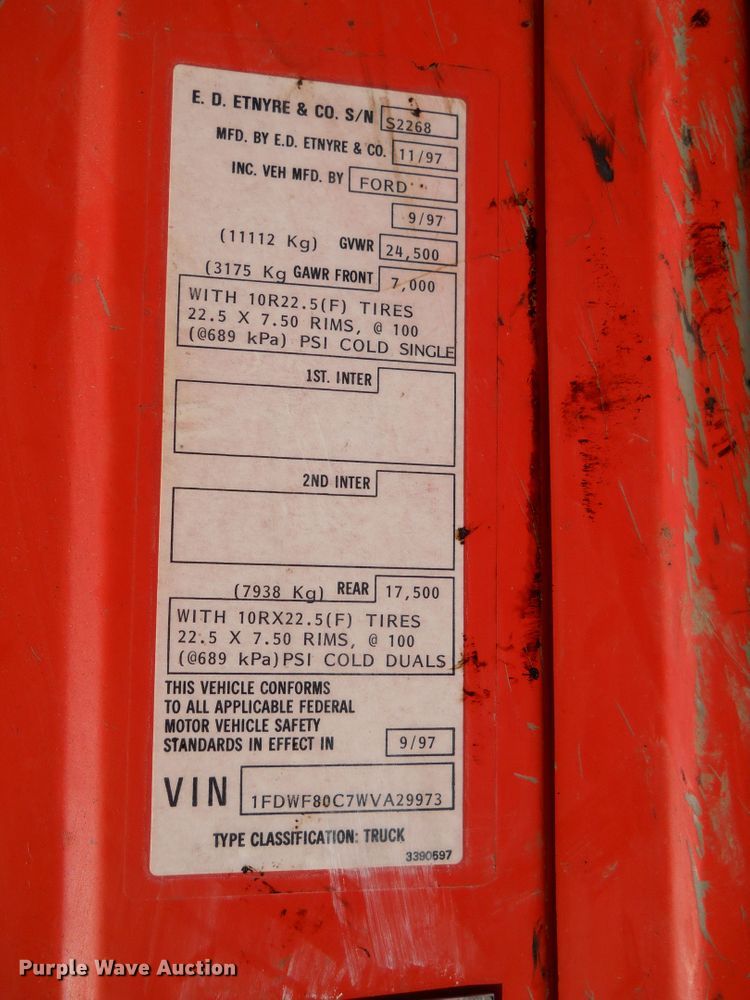 E. D. ETNYRE & CO. S/N S2268
MFD. BY E.D. ETNYRE & CO. 11/97
INC. VEH MFD. BY FORD
9/97
(11112 Kg) GVWR 24,500
(3175 Kg GAWR FRONT 7,000
WITH 10R22.5(F) TIRES
22.5 X 7.50 RIMS, @ 100
(@689 kPa) PSI COLD SINGLE
1ST. INTER
2ND INTER
(7938 Kg) REAR 17,500
WITH 10RX22.5(F) TIRES
22.5 X 7.50 RIMS, @ 100
(@689 kPa)PSI COLD DUALS
THIS VEHICLE CONFORMS
TO ALL APPLICABLE FEDERAL
MOTOR VEHICLE SAFETY
STANDARDS IN EFFECT IN 9/97
VIN 1FDWF80C7WVA29973
TYPE CLASSIFICATION: TRUCK
3390597
Purple Wave Auction